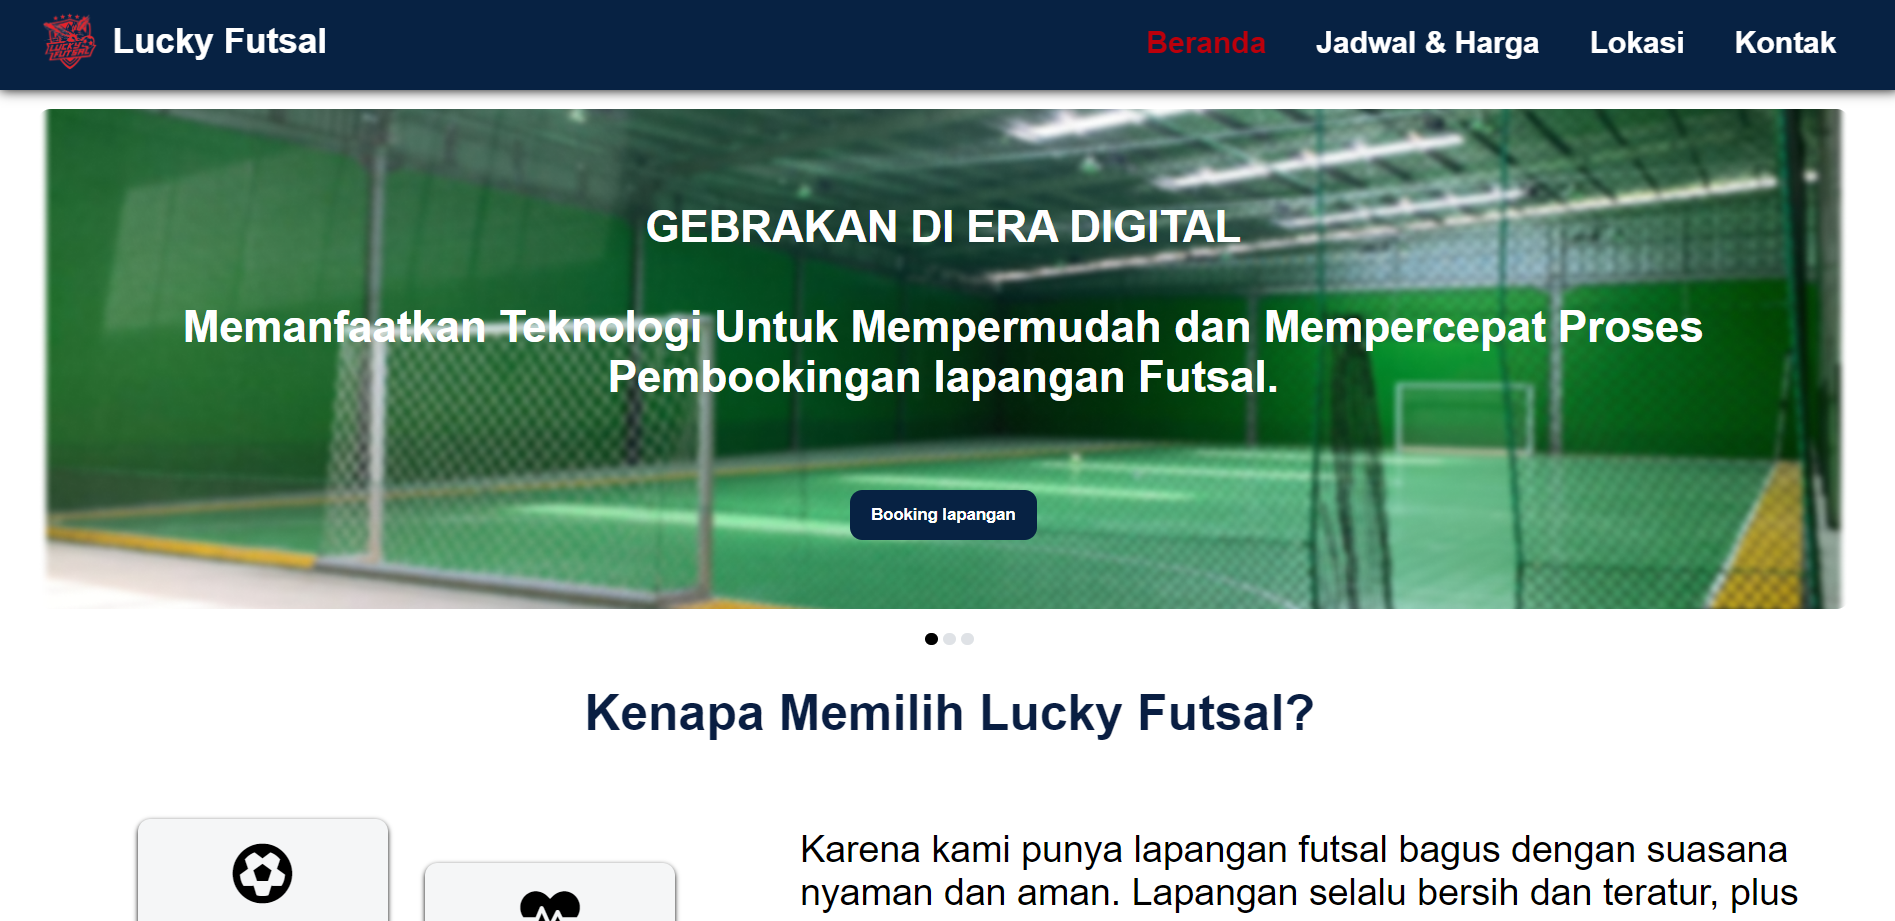 Lucky Futsal
Beranda
Jadwal & Harga
Lokasi
Kontak
GEBRAKAN DI ERA DIGITAL
Memanfaatkan Teknologi Untuk Mempermudah dan Mempercepat Proses
Pembookingan lapangan Futsal.
Booking lapangan
Kenapa Memilih Lucky Futsal?
Karena kami punya lapangan futsal bagus dengan suasana
nyaman dan aman. Lapangan selalu bersih dan teratur, plus